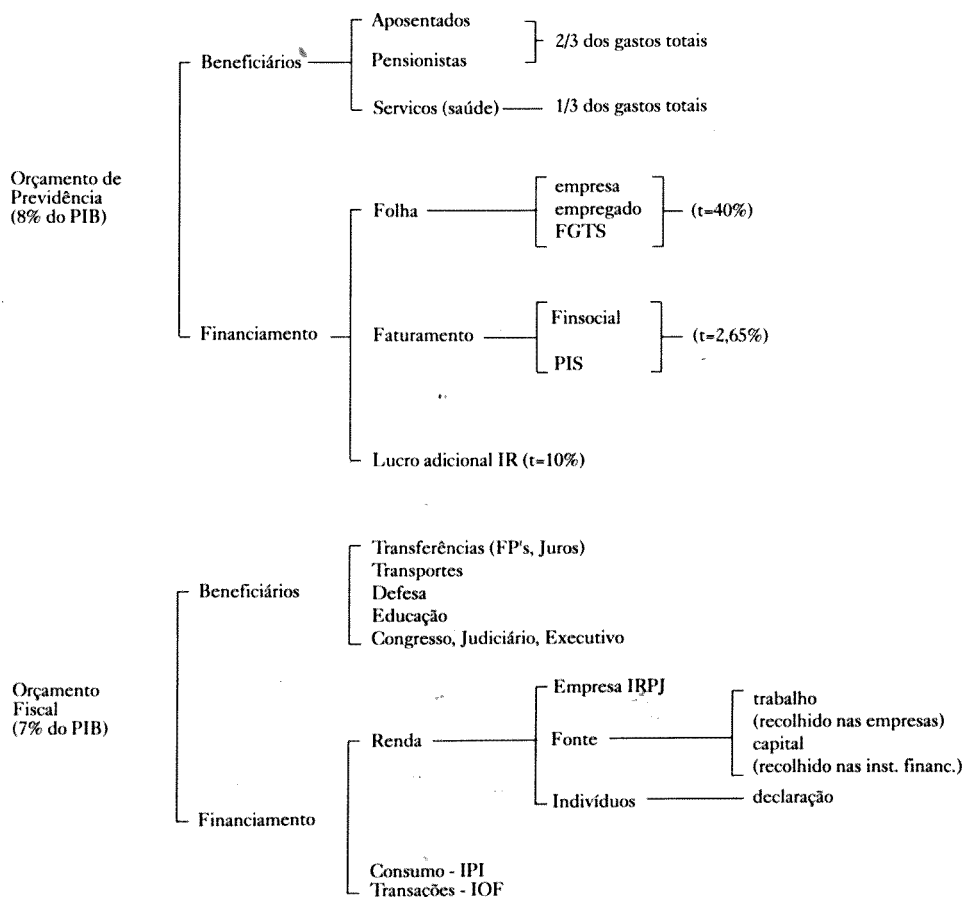 Aposentados
2/3 dos gastos totais
Beneficiários
Pensionistas
Servicos (saúde)
1/3 dos gastos totais
Orçamento de
Previdência
(8% do PIB)
empresa
Folha
empregado
(t=40%)
FGTS
Finsocial
Financiamento
Faturamento
(t=2,65%)
PIS
Lucro adicional IR (t=10%)
Transferências (FP's, Juros)
Transportes
Beneficiários
Defesa
Educação
Congresso, Judiciário, Executivo
Orçamento
Fiscal
(7% do PIB)
Empresa IRPJ
trabalho
(recolhido nas empresas)
Renda
Fonte
capital
(recolhido nas inst. financ.)
Indivíduos
declaração
Financiamento
Consumo - IPI
Transações - IOF